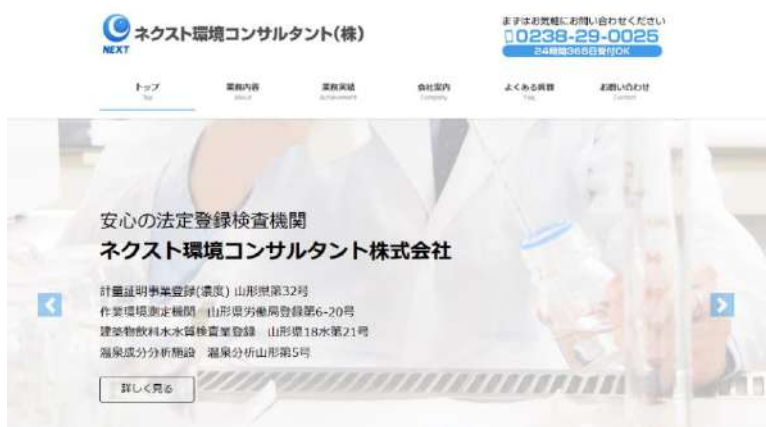 NEXT
ネクスト環境コンサルタント(株)
まずはお気軽にお問い合わせください
0238-29-0025
24時間365日受付OK
トップ 業務内容 業務実績 会社案内 よくある質問 お問い合わせ
Top About Achievement Company FAQ Contact
安心の法定登録検査機関
ネクスト環境コンサルタント株式会社
計量証明事業登録(濃度) 山形県第32号
作業環境測定機関 山形県労働局登録第6-20号
建築物飲料水水質検査業登録 山形県18水第21号
温泉成分分析施設 温泉分析山形第5号
詳しく見る